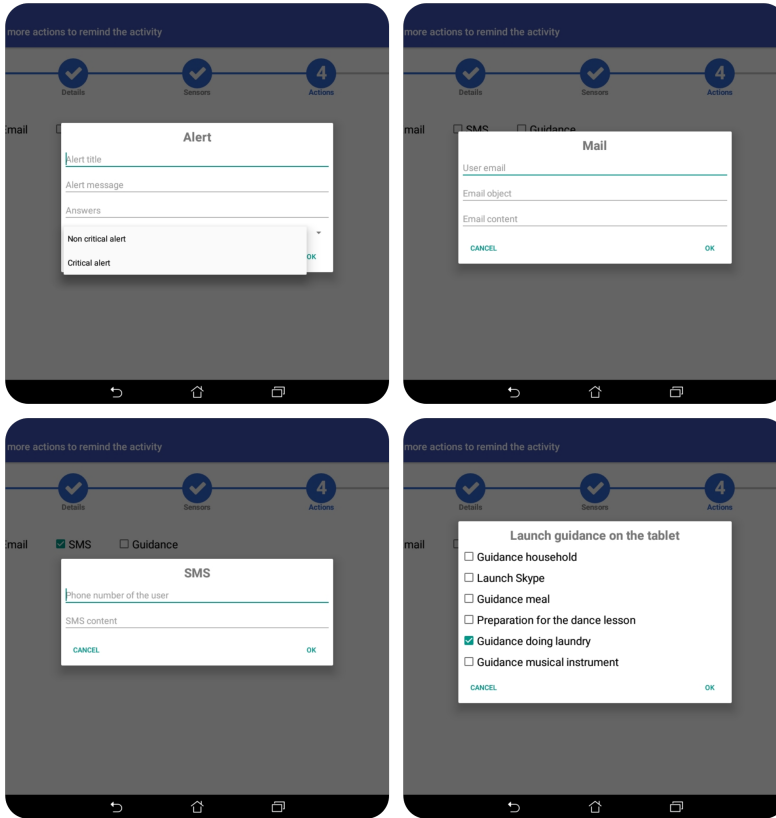 more actions to remind the activity
4
Details Sensors Actions
Email
Alert
Alert title
Alert message
Answers
Non critical alert
Critical alert
OK
more actions to remind the activity
4
Details Sensors Actions
mail SMS Guidance
Mail
User email
Email object
Email content
CANCEL OK
more actions to remind the activity
4
Details Sensors Actions
Email SMS Guidance
SMS
Phone number of the user
SMS content
CANCEL OK
more actions to remind the activity
4
Details Sensors Actions
mail
Launch guidance on the tablet
Guidance household
Launch Skype
Guidance meal
Preparation for the dance lesson
Guidance doing laundry
Guidance musical instrument
CANCEL OK